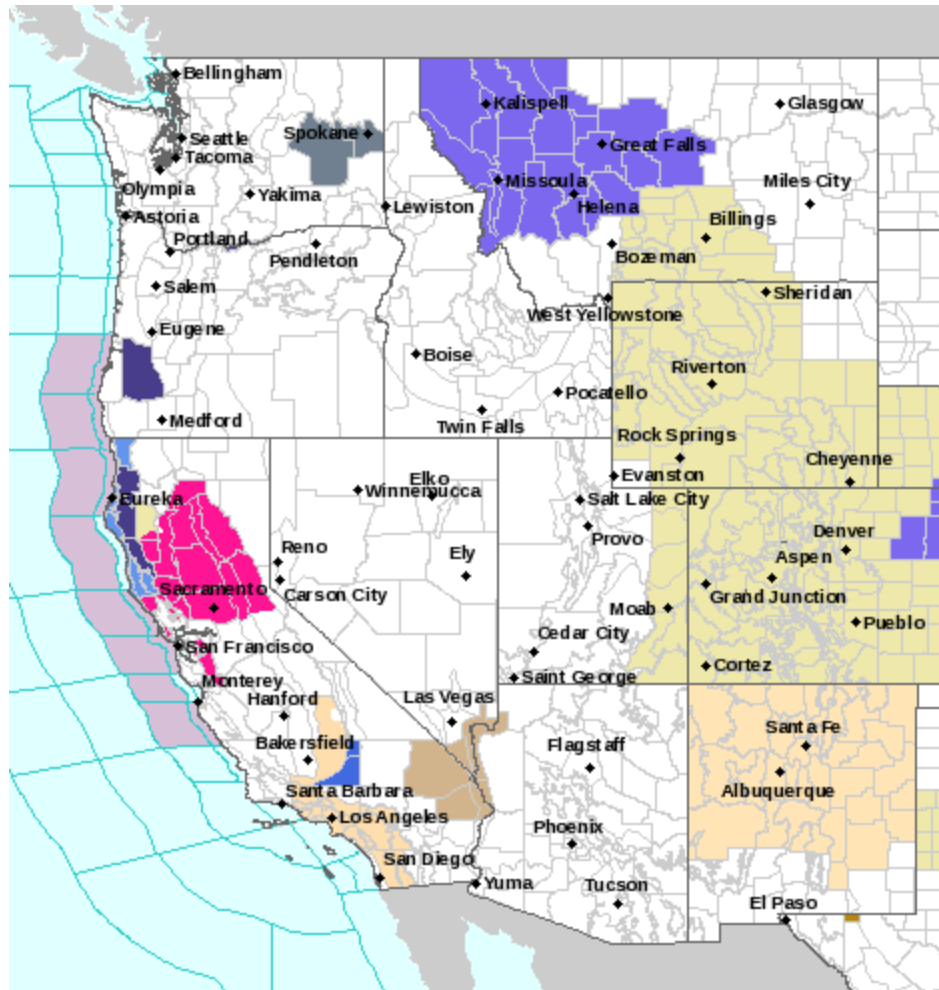 Bellingham
Kalispell
Glasgow
Seattle
Spokane
Great Falls
Tacoma
Olympia
Yakima
Missoula
Helena
Miles City
Lewiston
Astoria
Billings
Portland
Pendleton
Bozeman
Salem
Sheridan
West Yellowstone
Eugene
Boise
Riverton
Pocatello
Medford
Twin Falls
Rock Springs
Cheyenne
Evanston
Elko
Winnemucca
Eureka
Salt Lake City
Provo
Denver
Reno
Ely
Aspen
Carson City
Grand Junction
Sacramento
Moab
Pueblo
Cedar City
San Francisco
Cortez
Saint George
Monterey
Hanford
Las Vegas
Santa Fe
Bakersfield
Flagstaff
Albuquerque
Santa Barbara
Los Angeles
Phoenix
San Diego
Yuma
Tucson
El Paso